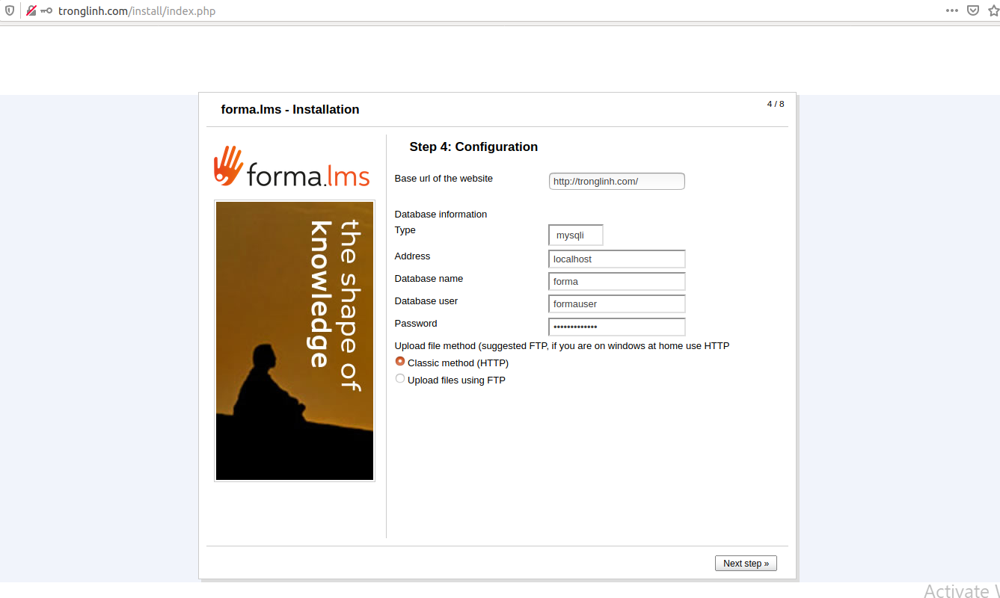 tronglinh.com/install/index.php
forma.lms - Installation
4 / 8
forma.lms
the shape of
knowledge
Step 4: Configuration
Base url of the website
http://tronglinh.com/
Database information
Type
mysqli
Address
localhost
Database name
forma
Database user
formauser
Password
•••••••••••••
Upload file method (suggested FTP, if you are on windows at home use HTTP
Classic method (HTTP)
Upload files using FTP
Next step »
Activate